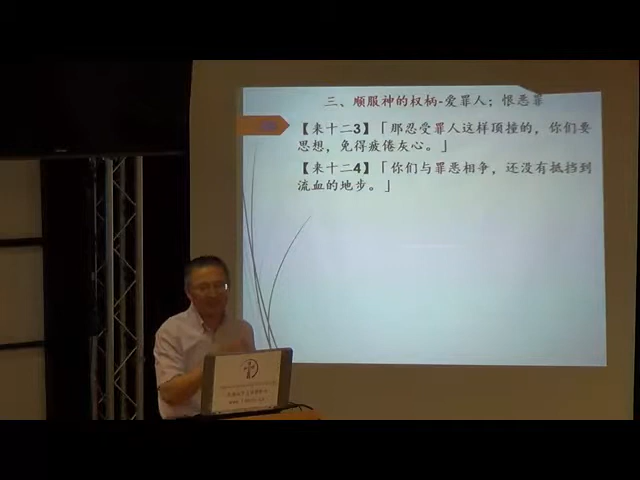 三、顺服神的权柄-爱罪人；恨恶罪
【来十二3】「那忍受罪人这样顶撞的，你们要
思想，免得疲倦灰心。」
【来十二4】「你们与罪恶相争，还没有抵挡到
流血的地步。」